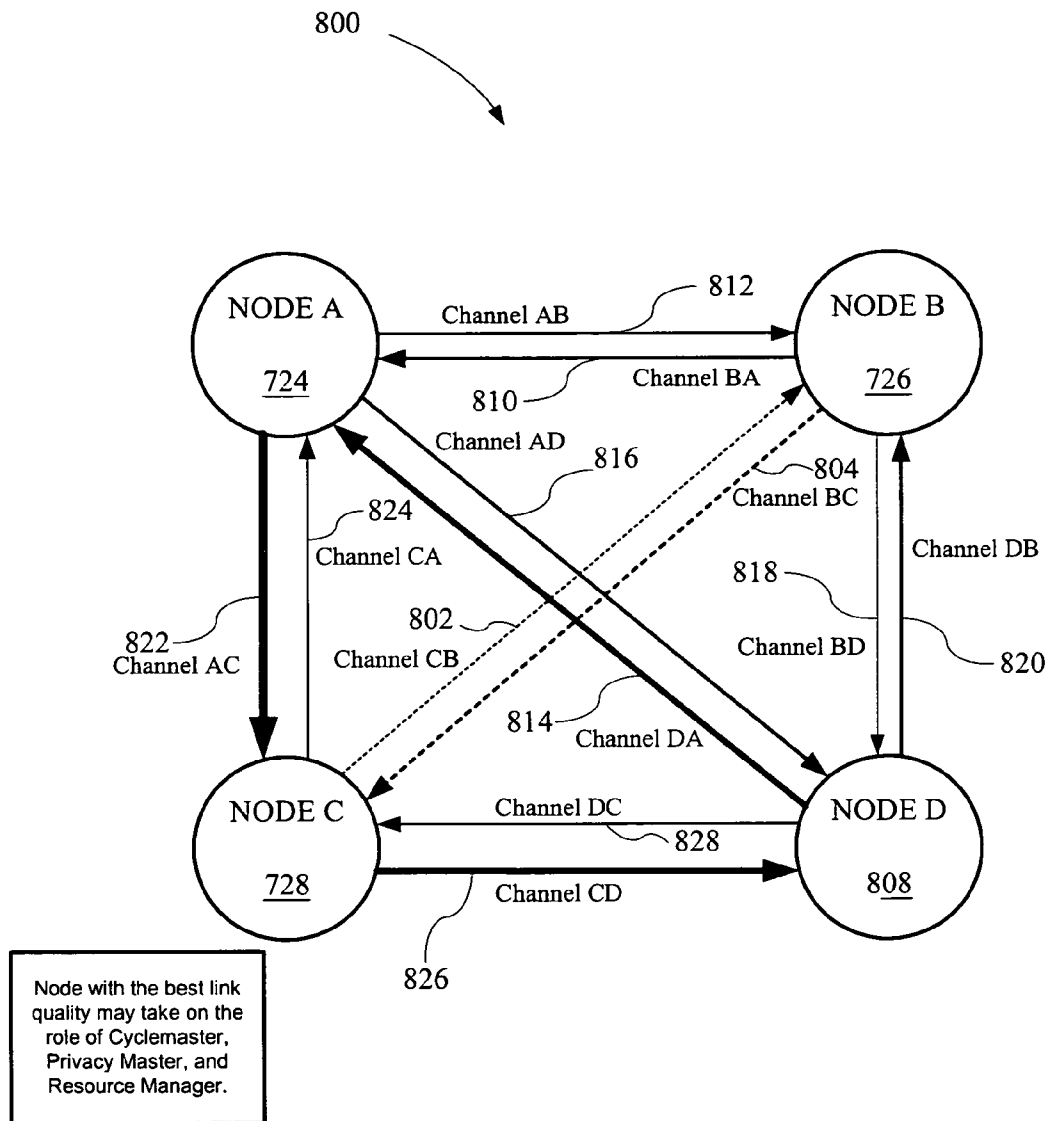 800
812
NODE A
Channel AB
NODE B
724
810
Channel BA
726
Channel AD
816
804
Channel BC
824
Channel CA
Channel DB
818
822
802
Channel AC
Channel CB
Channel BD
820
814
Channel DA
NODE C
Channel DC
NODE D
828
728
Channel CD
808
826
Node with the best link
quality may take on the
role of Cyclemaster,
Privacy Master, and
Resource Manager.